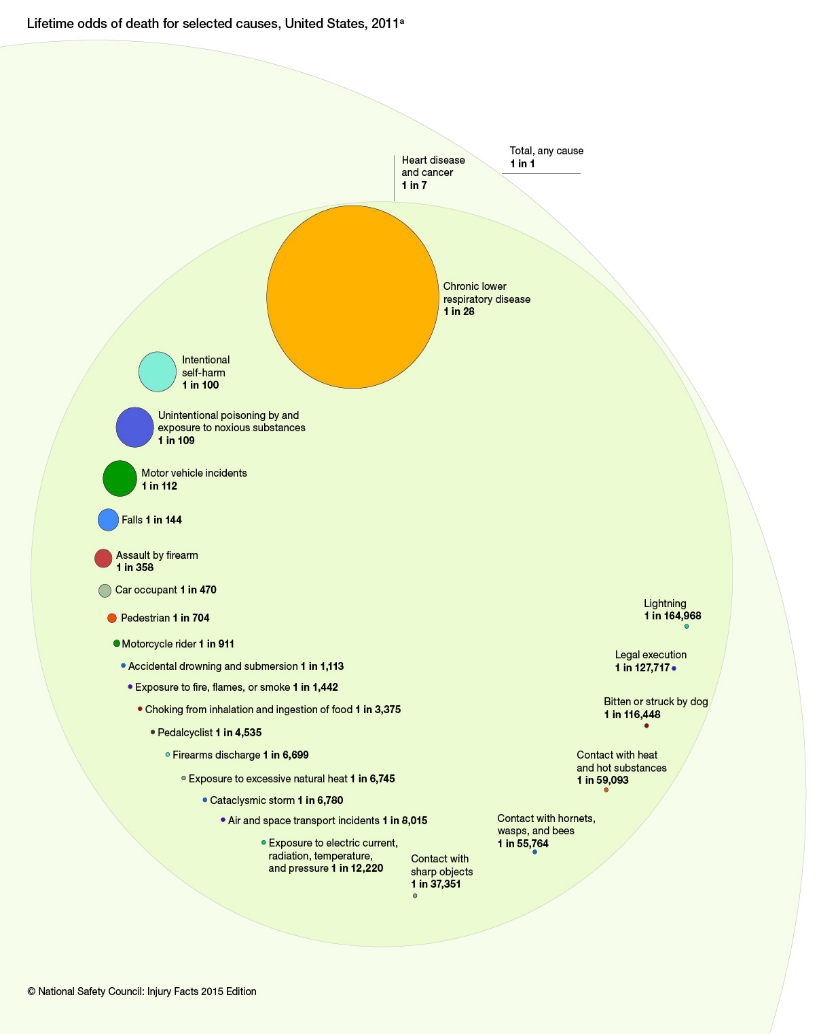 Lifetime odds of death for selected causes, United States, 2011ª
Total, any cause
1 in 1
Heart disease
and cancer
1 in 7
Chronic lower
respiratory disease
1 in 28
Intentional
self-harm
1 in 100
Unintentional poisoning by and
exposure to noxious substances
1 in 109
Motor vehicle incidents
1 in 112
Falls 1 in 144
Assault by firearm
1 in 358
Car occupant 1 in 470
Pedestrian 1 in 704
Motorcycle rider 1 in 911
Accidental drowning and submersion 1 in 1,113
Exposure to fire, flames, or smoke 1 in 1,442
Choking from inhalation and ingestion of food 1 in 3,375
Pedalcyclist 1 in 4,535
Firearms discharge 1 in 6,699
Exposure to excessive natural heat 1 in 6,745
Cataclysmic storm 1 in 6,780
Air and space transport incidents 1 in 8,015
Exposure to electric current,
radiation, temperature,
and pressure 1 in 12,220
Contact with
sharp objects
1 in 37,351
Contact with hornets,
wasps, and bees
1 in 55,764
Contact with heat
and hot substances
1 in 59,093
Bitten or struck by dog
1 in 116,448
Legal execution
1 in 127,717
Lightning
1 in 164,968
© National Safety Council: Injury Facts 2015 Edition